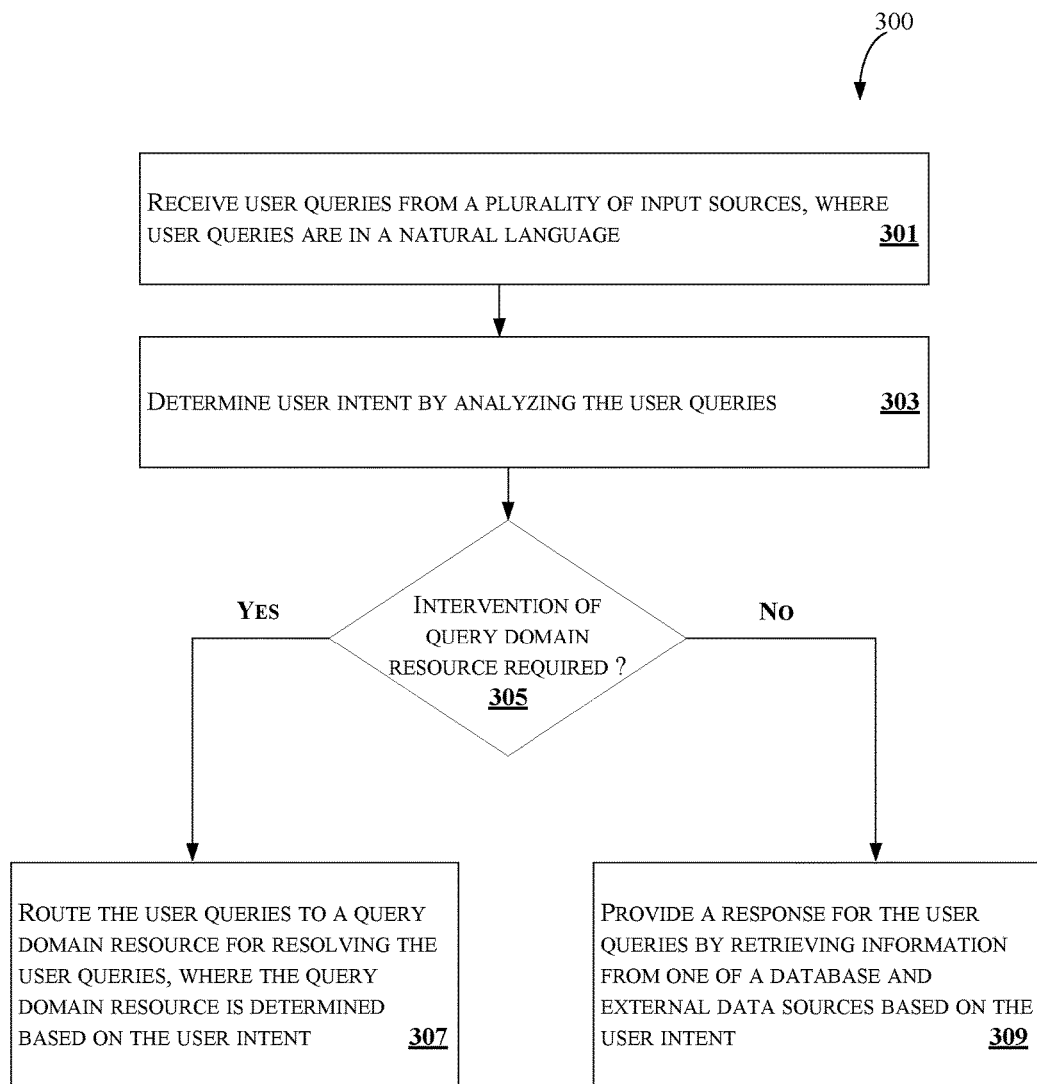 300
RECEIVE USER QUERIES FROM A PLURALITY OF INPUT SOURCES, WHERE
USER QUERIES ARE IN A NATURAL LANGUAGE 301
DETERMINE USER INTENT BY ANALYZING THE USER QUERIES 303
INTERVENTION OF
QUERY DOMAIN
RESOURCE REQUIRED ?
305
YES
NO
ROUTE THE USER QUERIES TO A QUERY
DOMAIN RESOURCE FOR RESOLVING THE
USER QUERIES, WHERE THE QUERY
DOMAIN RESOURCE IS DETERMINED
BASED ON THE USER INTENT 307
PROVIDE A RESPONSE FOR THE USER
QUERIES BY RETRIEVING INFORMATION
FROM ONE OF A DATABASE AND
EXTERNAL DATA SOURCES BASED ON THE
USER INTENT 309